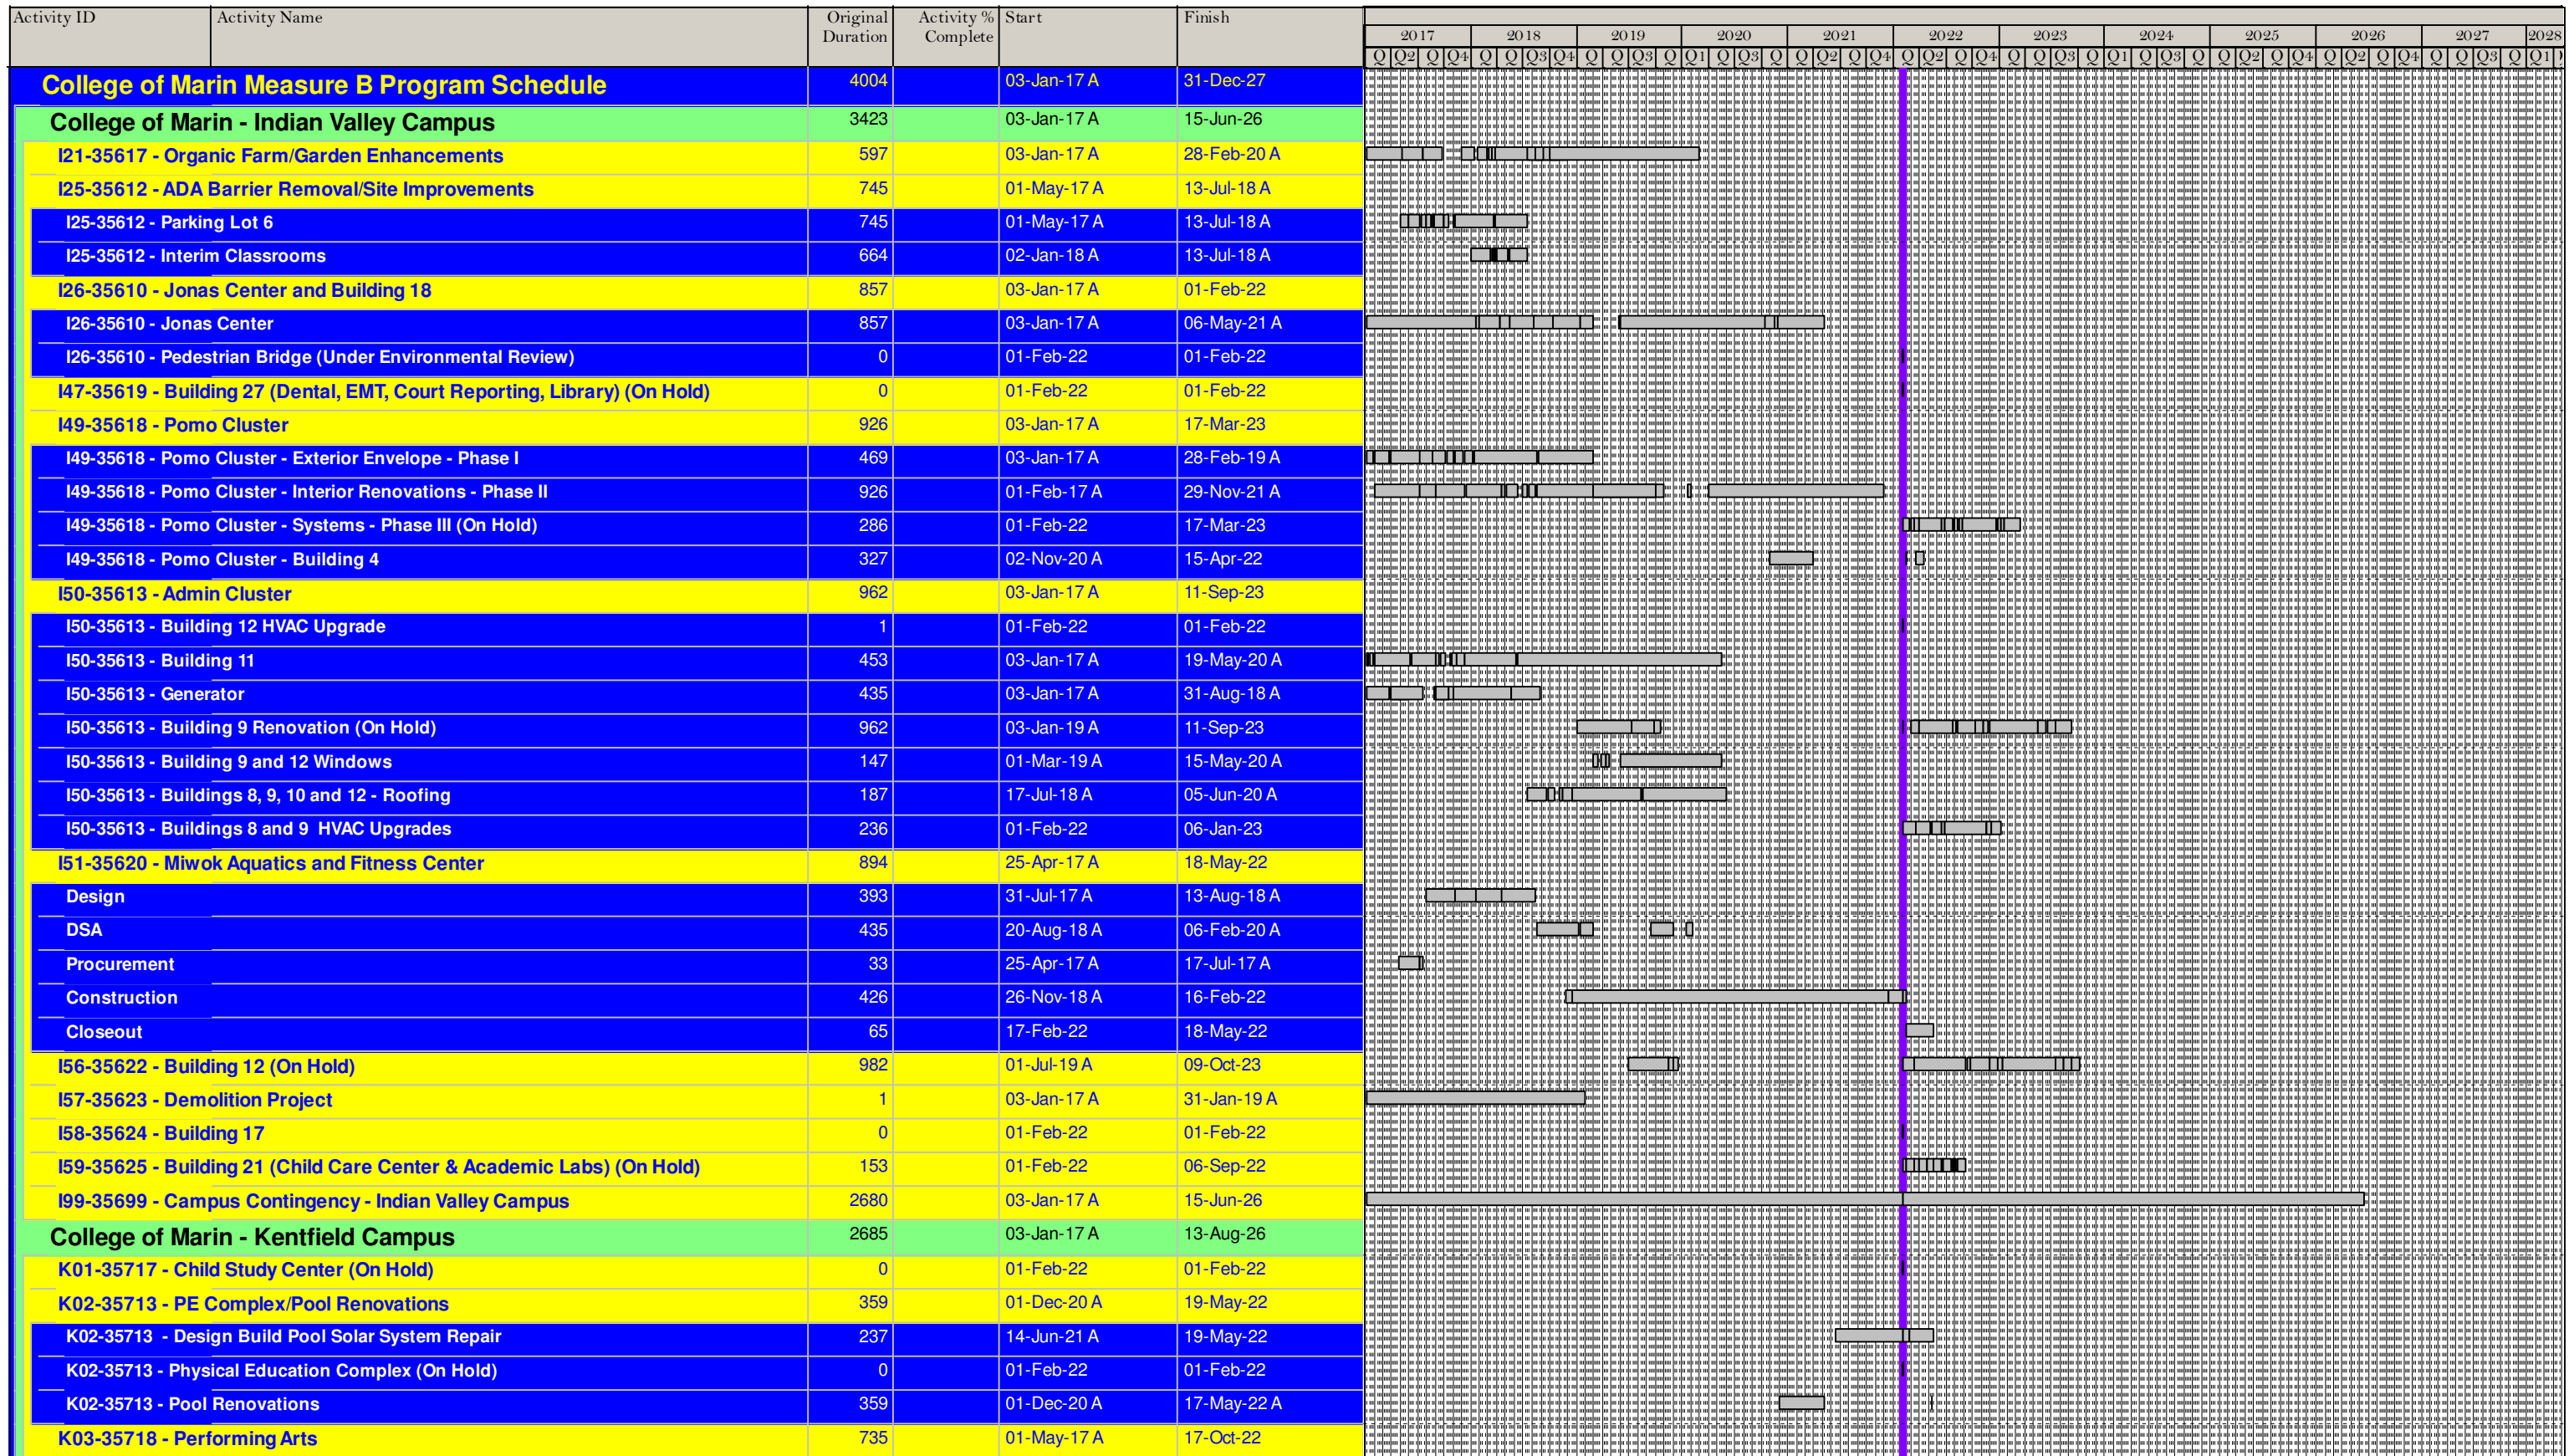 Activity ID Activity Name Original Duration Activity % Complete Start Finish
2017 2018 2019 2020 2021 2022 2023 2024 2025 2026 2027 2028
Q Q2 Q Q4 Q Q Q3 Q4 Q Q Q3 Q Q1 Q3 Q Q Q2 Q Q4 Q Q2 Q Q4 Q Q Q3 Q Q1 Q3 Q Q Q2 Q Q4 Q Q2 Q Q4 Q Q Q3 Q Q1
College of Marin Measure B Program Schedule 4004 03-Jan-17 A 31-Dec-27
College of Marin - Indian Valley Campus 3423 03-Jan-17 A 15-Jun-26
I21-35617 - Organic Farm/Garden Enhancements 597 03-Jan-17 A 28-Feb-20 A
I25-35612 - ADA Barrier Removal/Site Improvements 745 01-May-17 A 13-Jul-18 A
I25-35612 - Parking Lot 6 745 01-May-17 A 13-Jul-18 A
I25-35612 - Interim Classrooms 664 02-Jan-18 A 13-Jul-18 A
I26-35610 - Jonas Center and Building 18 857 03-Jan-17 A 01-Feb-22
I26-35610 - Jonas Center 857 03-Jan-17 A 06-May-21 A
I26-35610 - Pedestrian Bridge (Under Environmental Review) 0 01-Feb-22 01-Feb-22
I47-35619 - Building 27 (Dental, EMT, Court Reporting, Library) (On Hold) 0 01-Feb-22 01-Feb-22
I49-35618 - Pomo Cluster 926 03-Jan-17 A 17-Mar-23
I49-35618 - Pomo Cluster - Exterior Envelope - Phase I 469 03-Jan-17 A 28-Feb-19 A
I49-35618 - Pomo Cluster - Interior Renovations - Phase II 926 01-Feb-17 A 29-Nov-21 A
I49-35618 - Pomo Cluster - Systems - Phase III (On Hold) 286 01-Feb-22 17-Mar-23
I49-35618 - Pomo Cluster - Building 4 327 02-Nov-20 A 15-Apr-22
I50-35613 - Admin Cluster 962 03-Jan-17 A 11-Sep-23
I50-35613 - Building 12 HVAC Upgrade 1 01-Feb-22 01-Feb-22
I50-35613 - Building 11 453 03-Jan-17 A 19-May-20 A
I50-35613 - Generator 435 03-Jan-17 A 31-Aug-18 A
I50-35613 - Building 9 Renovation (On Hold) 962 03-Jan-19 A 11-Sep-23
I50-35613 - Building 9 and 12 Windows 147 01-Mar-19 A 15-May-20 A
I50-35613 - Buildings 8, 9, 10 and 12 - Roofing 187 17-Jul-18 A 05-Jun-20 A
I50-35613 - Buildings 8 and 9 HVAC Upgrades 236 01-Feb-22 06-Jan-23
I51-35620 - Miwok Aquatics and Fitness Center 894 25-Apr-17 A 18-May-22
Design 393 31-Jul-17 A 13-Aug-18 A
DSA 435 20-Aug-18 A 06-Feb-20 A
Procurement 33 25-Apr-17 A 17-Jul-17 A
Construction 426 26-Nov-18 A 16-Feb-22
Closeout 65 17-Feb-22 18-May-22
I56-35622 - Building 12 (On Hold) 982 01-Jul-19 A 09-Oct-23
I57-35623 - Demolition Project 1 03-Jan-17 A 31-Jan-19 A
I58-35624 - Building 17 0 01-Feb-22 01-Feb-22
I59-35625 - Building 21 (Child Care Center & Academic Labs) (On Hold) 153 01-Feb-22 06-Sep-22
I99-35699 - Campus Contingency - Indian Valley Campus 2680 03-Jan-17 A 15-Jun-26
College of Marin - Kentfield Campus 2685 03-Jan-17 A 13-Aug-26
K01-35717 - Child Study Center (On Hold) 0 01-Feb-22 01-Feb-22
K02-35713 - PE Complex/Pool Renovations 359 01-Dec-20 A 19-May-22
K02-35713 - Design Build Pool Solar System Repair 237 14-Jun-21 A 19-May-22
K02-35713 - Physical Education Complex (On Hold) 0 01-Feb-22 01-Feb-22
K02-35713 - Pool Renovations 359 01-Dec-20 A 17-May-22 A
K03-35718 - Performing Arts 735 01-May-17 A 17-Oct-22